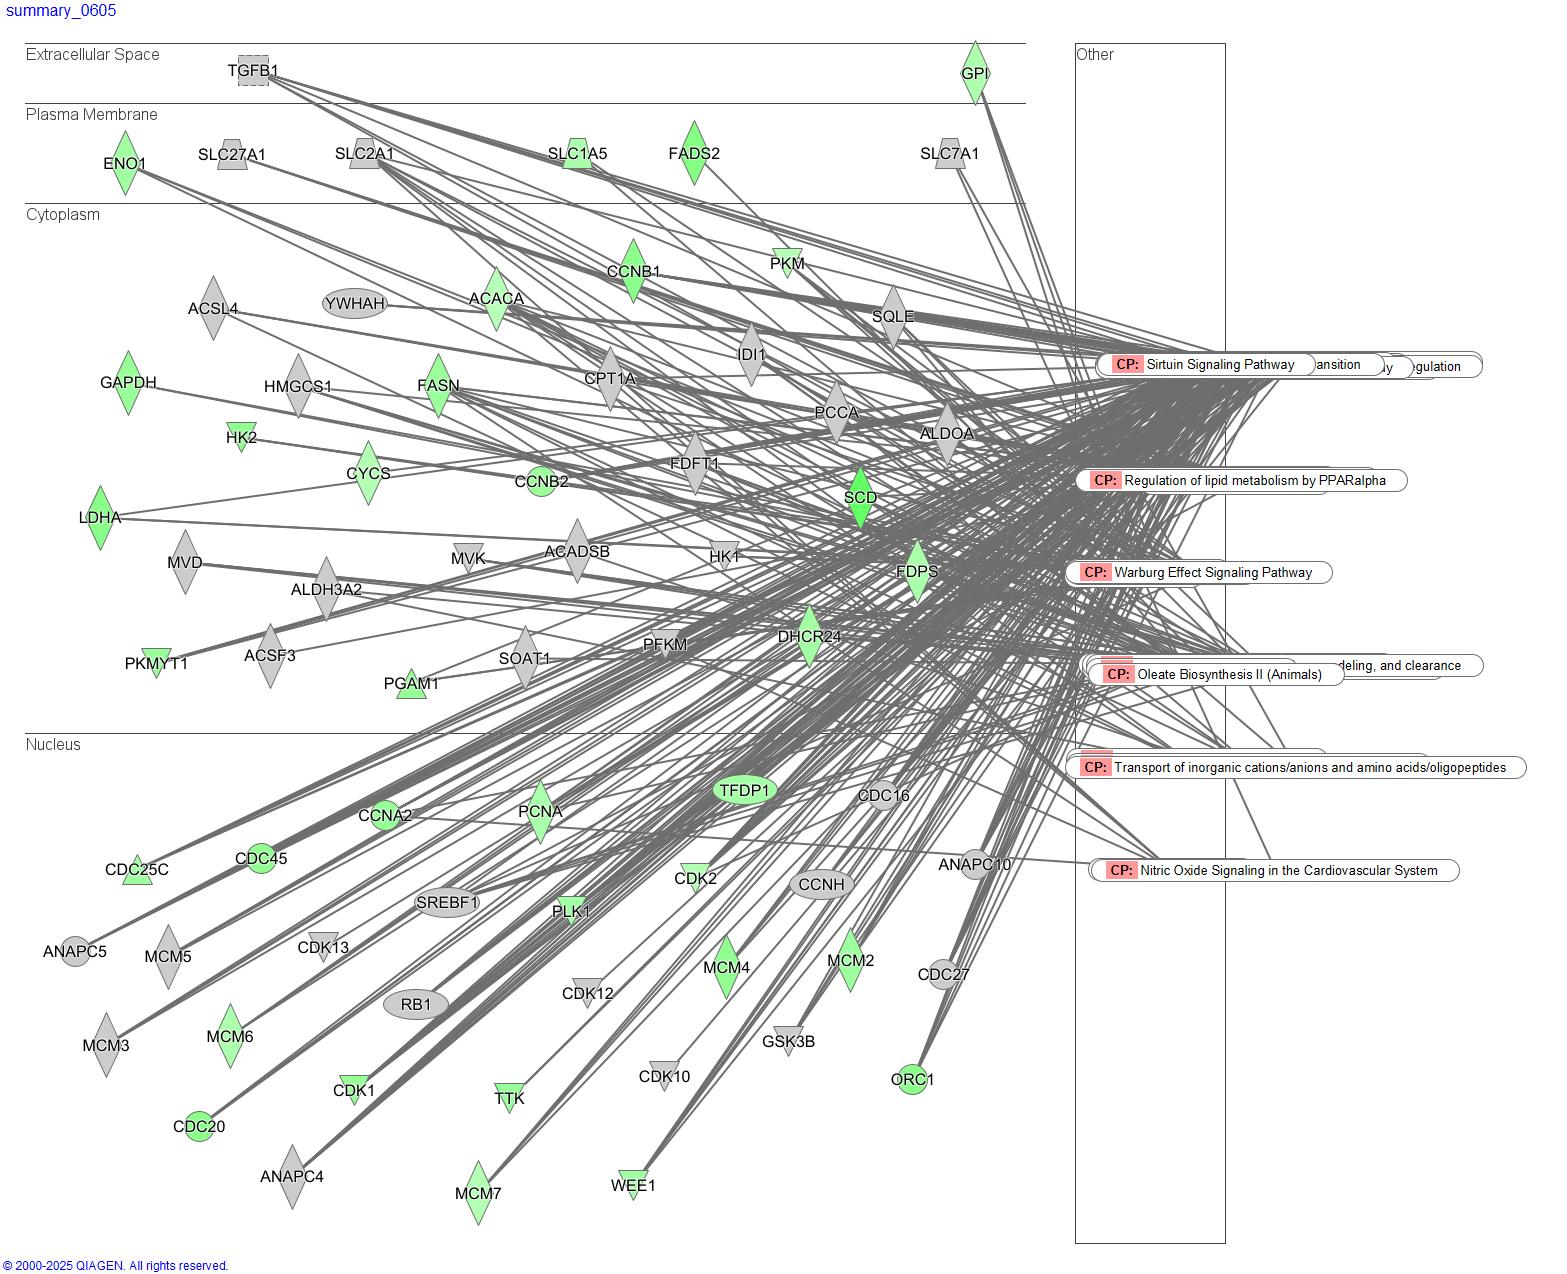 summary_0605
Extracellular Space
Other
TGFB1
GPI
Plasma Membrane
ENO1
SLC27A1
SLC2A1
SLC1A5
FADS2
SLC7A1
Cytoplasm
CCNB1
PKM
ACSL4
YWHAH
ACACA
SQLE
IDI1
CP: Sirtuin Signaling Pathway
ansition
egulation
GAPDH
HMGCS1
FASN
CPT1A
PCCA
ALDOA
HK2
CYCS
CCNB2
FDFT1
SCD
CP: Regulation of lipid metabolism by PPARalpha
LDHA
MVD
ALDH3A2
MVK
ACADSB
HK1
FDPS
CP: Warburg Effect Signaling Pathway
PKMYT1
ACSF3
PGAM1
SOAT1
PFKM
DHCR24
deling, and clearance
CP: Oleate Biosynthesis II (Animals)
Nucleus
CP: Transport of inorganic cations/anions and amino acids/oligopeptides
CCNA2
PCNA
TFDP1
CDC16
CDC25C
CDC45
CDK2
CCNH
ANAPC10
CP: Nitric Oxide Signaling in the Cardiovascular System
SREBF1
PLK1
ANAPC5
MCM5
CDK13
MCM4
MCM2
CDC27
RB1
CDK12
MCM3
MCM6
GSK3B
CDK1
TTK
CDK10
ORC1
CDC20
ANAPC4
MCM7
WEE1
© 2000-2025 QIAGEN. All rights reserved.